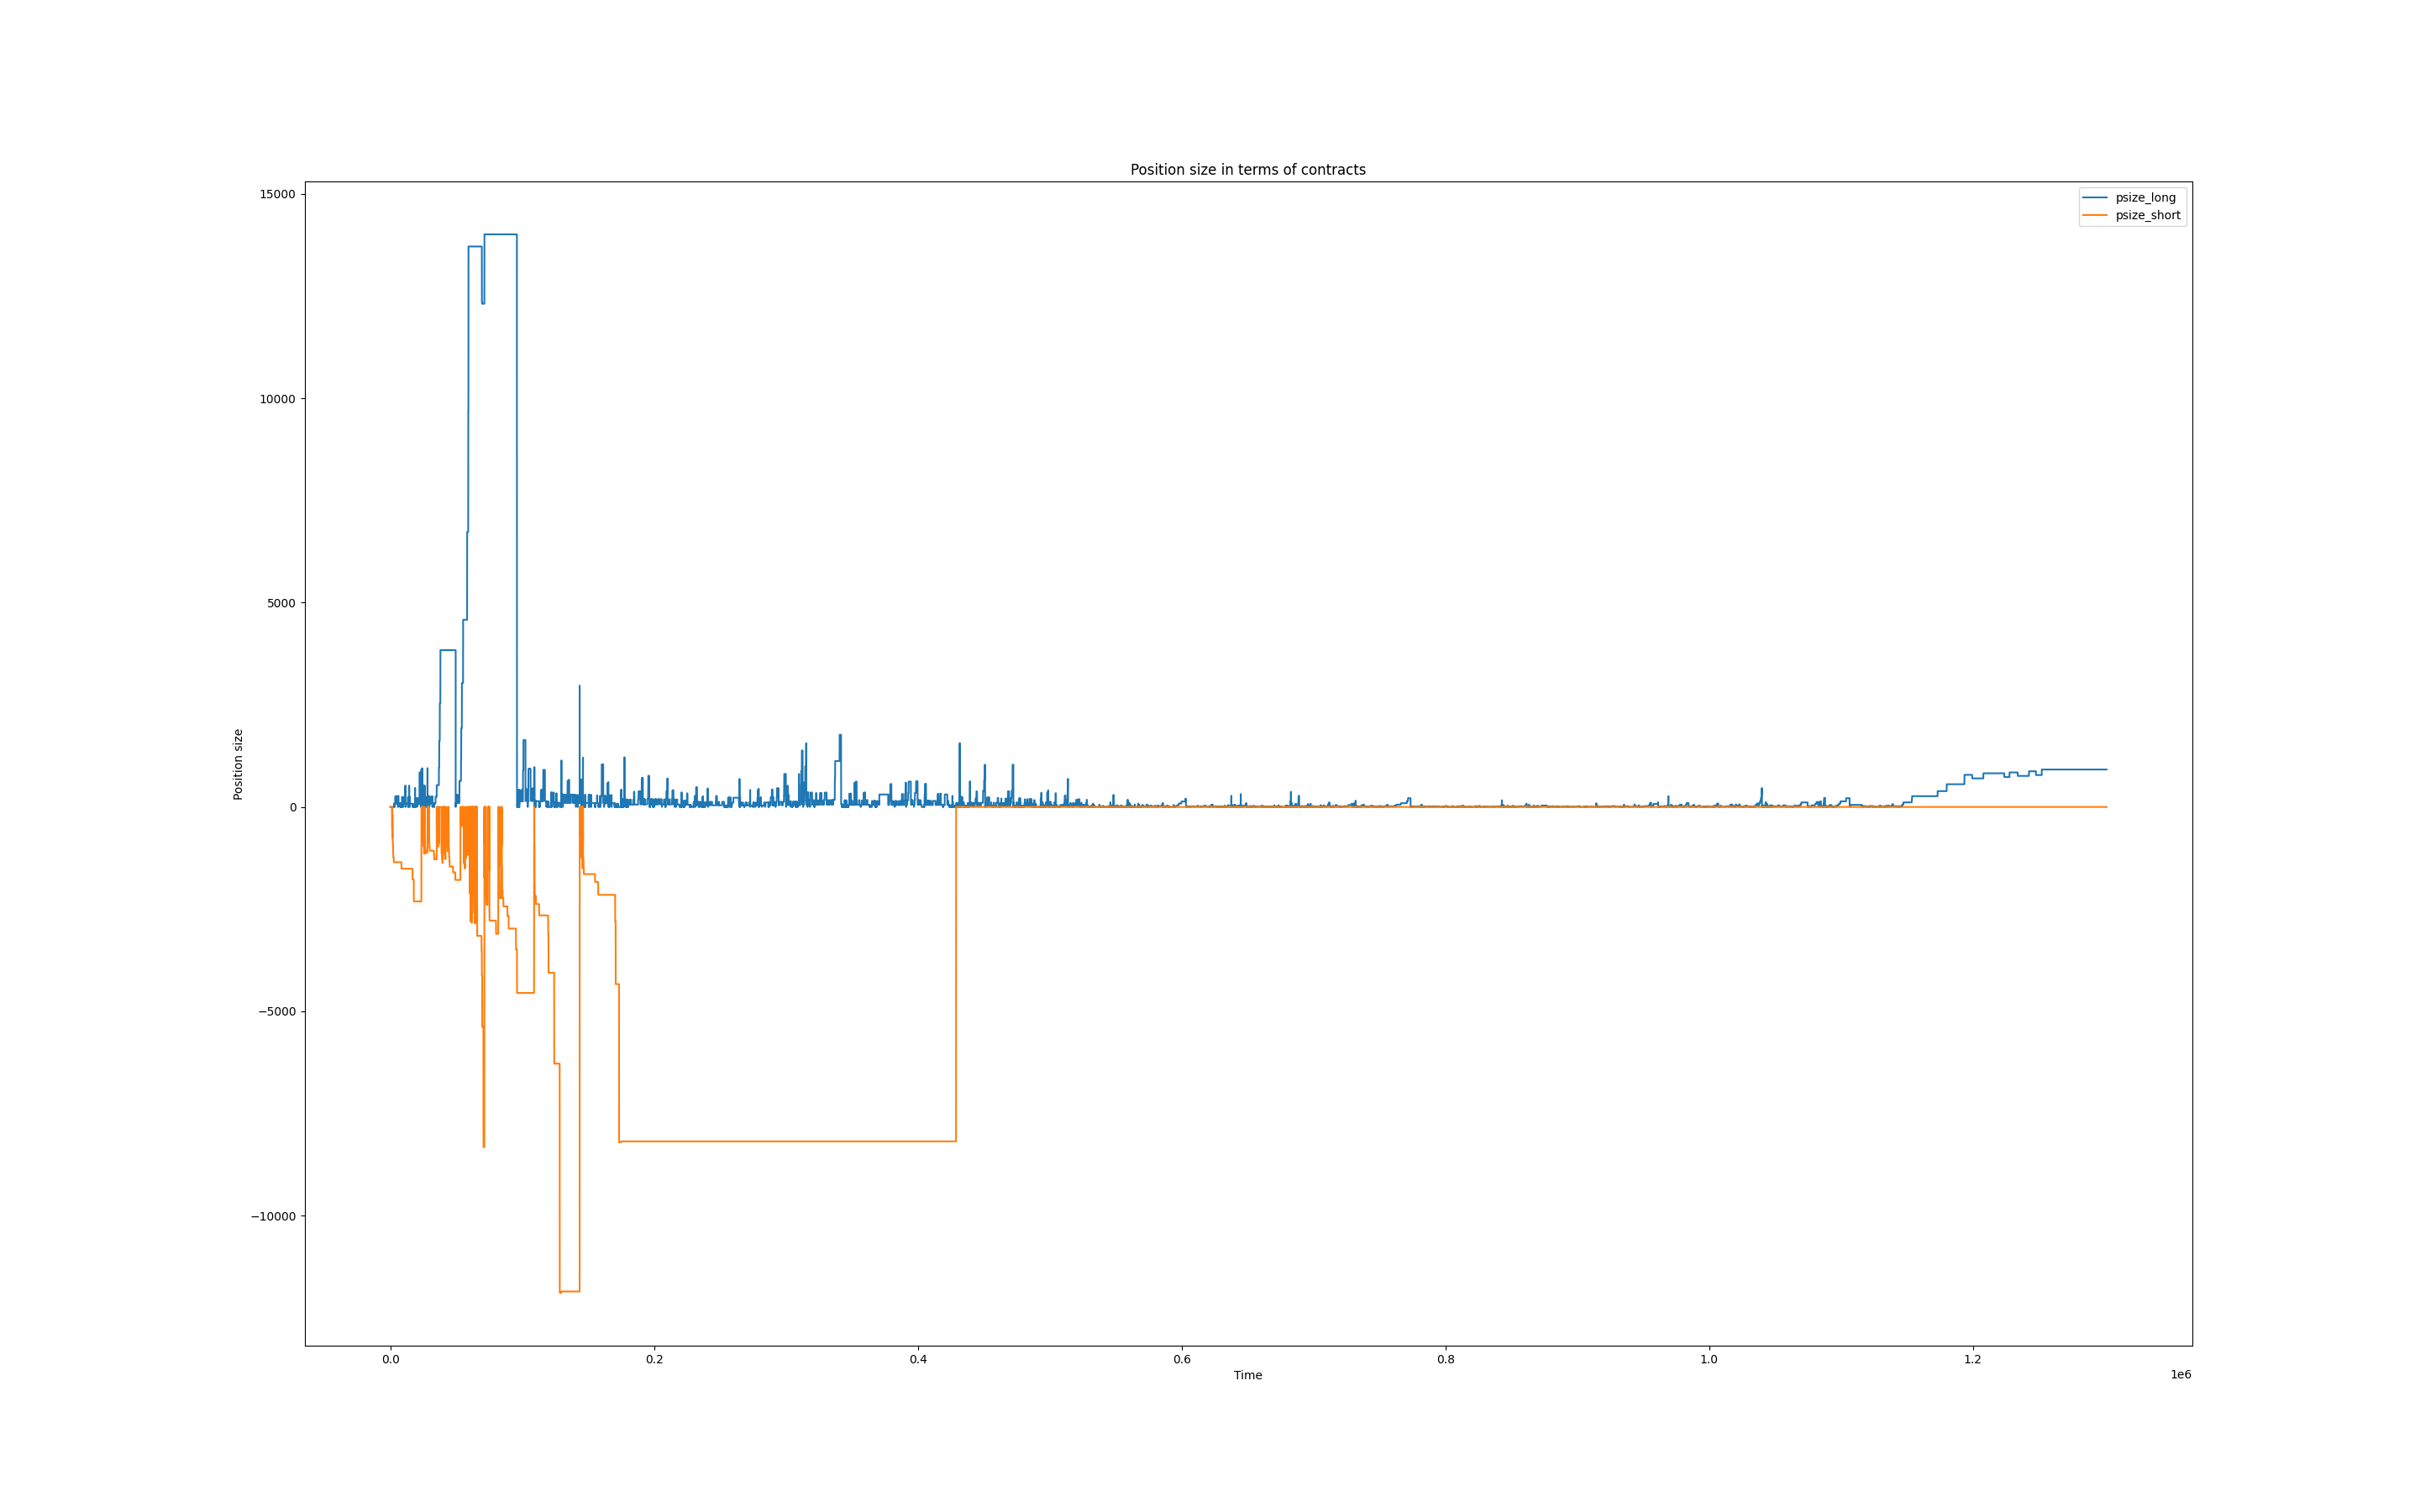 Position size in terms of contracts
psize_long
psize_short
15000
10000
5000
0
−5000
−10000
Position size
0.0 0.2 0.4 0.6 0.8 1.0 1.2
1e6
Time